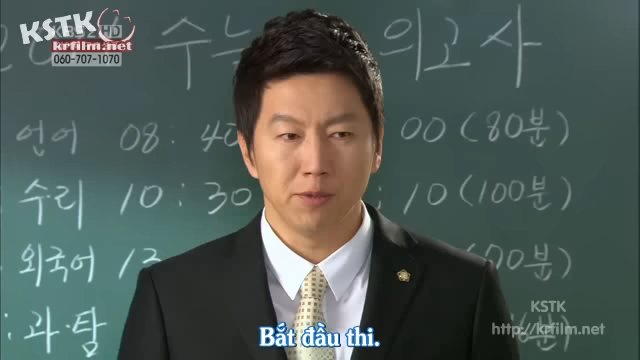 KSTK
HD
krfilm.net
060-707-1070
수능 의고사
언어 08:40 00(80분)
수리 10:30 :10(100분)
외국어 13 분)
:과·탐 분)
KSTK
http://krfilm.net
Bắt đầu thi.